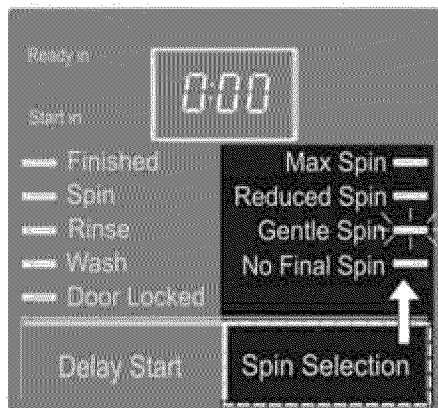 Ready in
0:00
Start in
Finished
Max Spin
Spin
Reduced Spin
Rinse
Gentle Spin
Wash
No Final Spin
Door Locked
Delay Start
Spin Selection